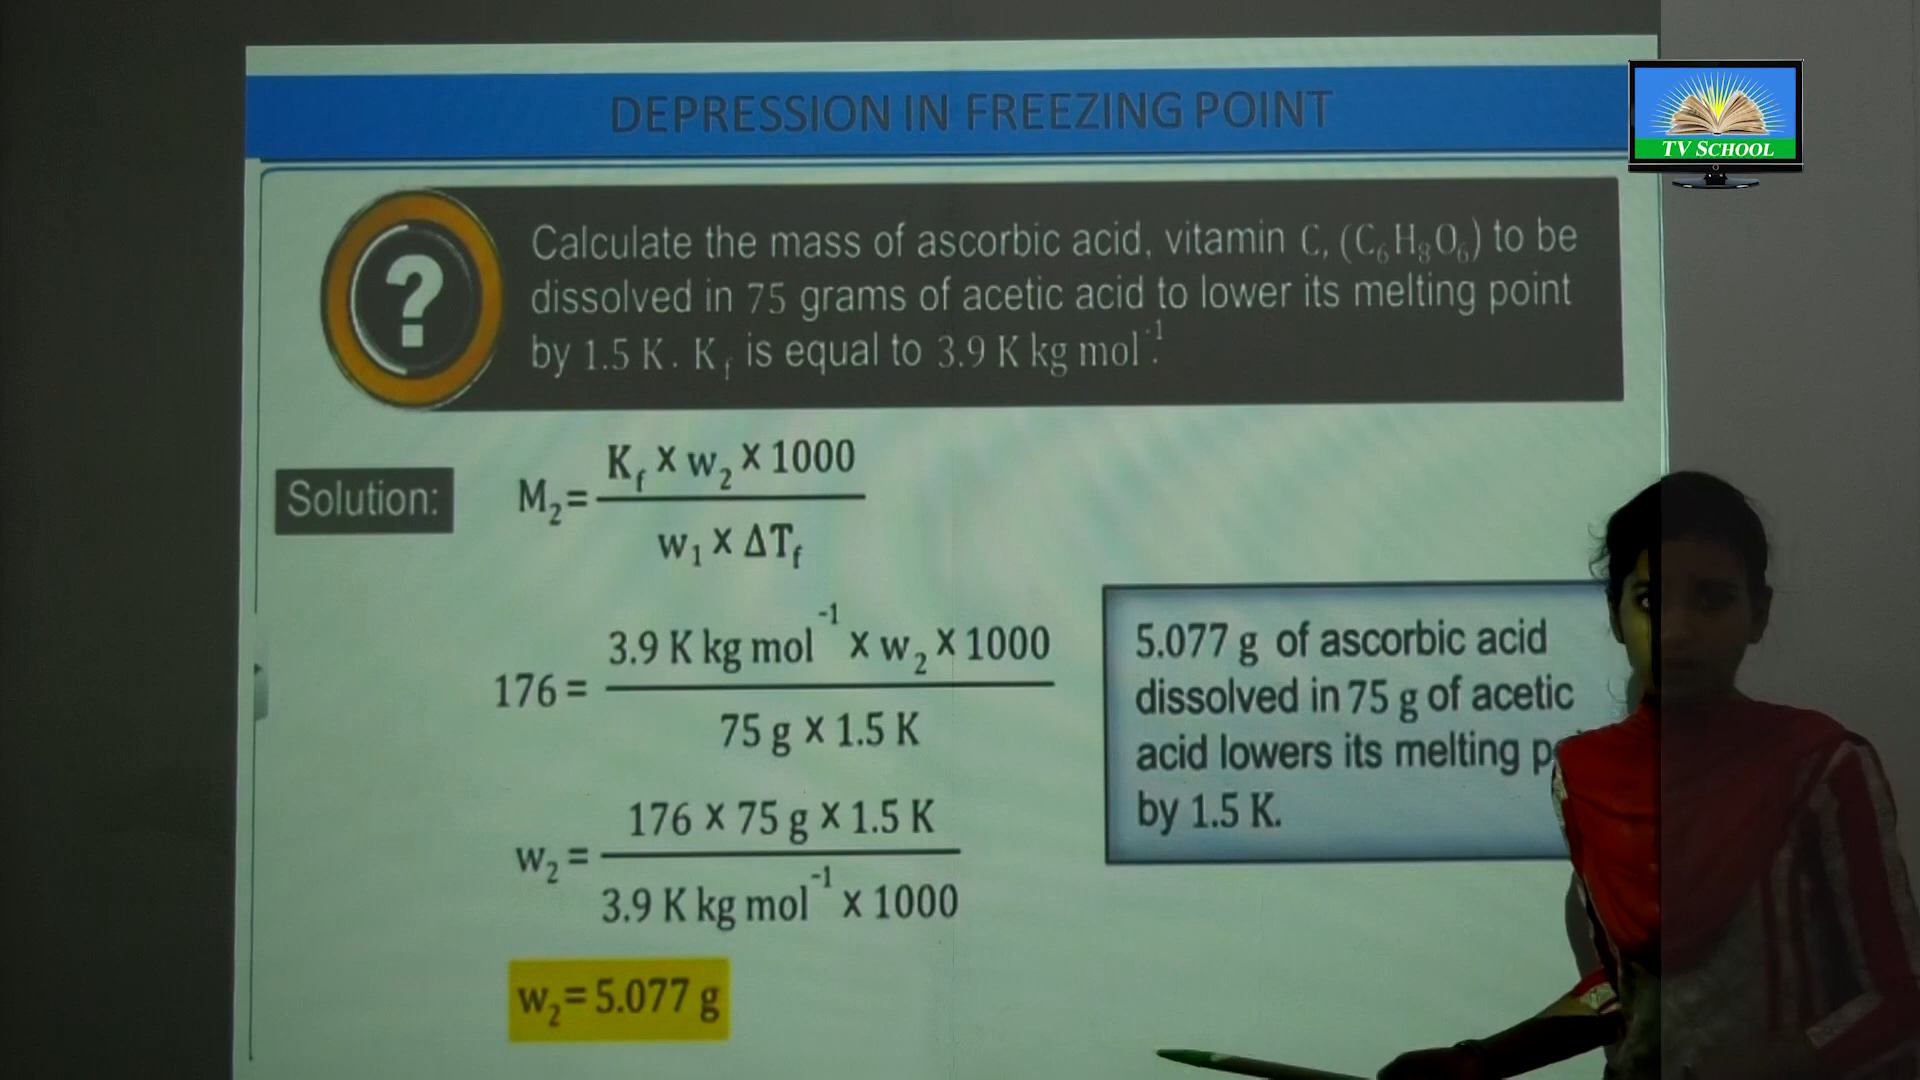 DEPRESSION IN FREEZING POINT
TV SCHOOL
Calculate the mass of ascorbic acid, vitamin C, (C₆H₈O₆) to be
dissolved in 75 grams of acetic acid to lower its melting point
by 1.5 K. K_f is equal to 3.9 K kg mol⁻¹.
Solution:
M₂ = (K_f X w₂ X 1000) / (w₁ X ΔT_f)
176 = (3.9 K kg mol⁻¹ X w₂ X 1000) / (75 g X 1.5 K)
w₂ = (176 X 75 g X 1.5 K) / (3.9 K kg mol⁻¹ X 1000)
w₂ = 5.077 g
5.077 g of ascorbic acid
dissolved in 75 g of acetic
acid lowers its melting
by 1.5 K.